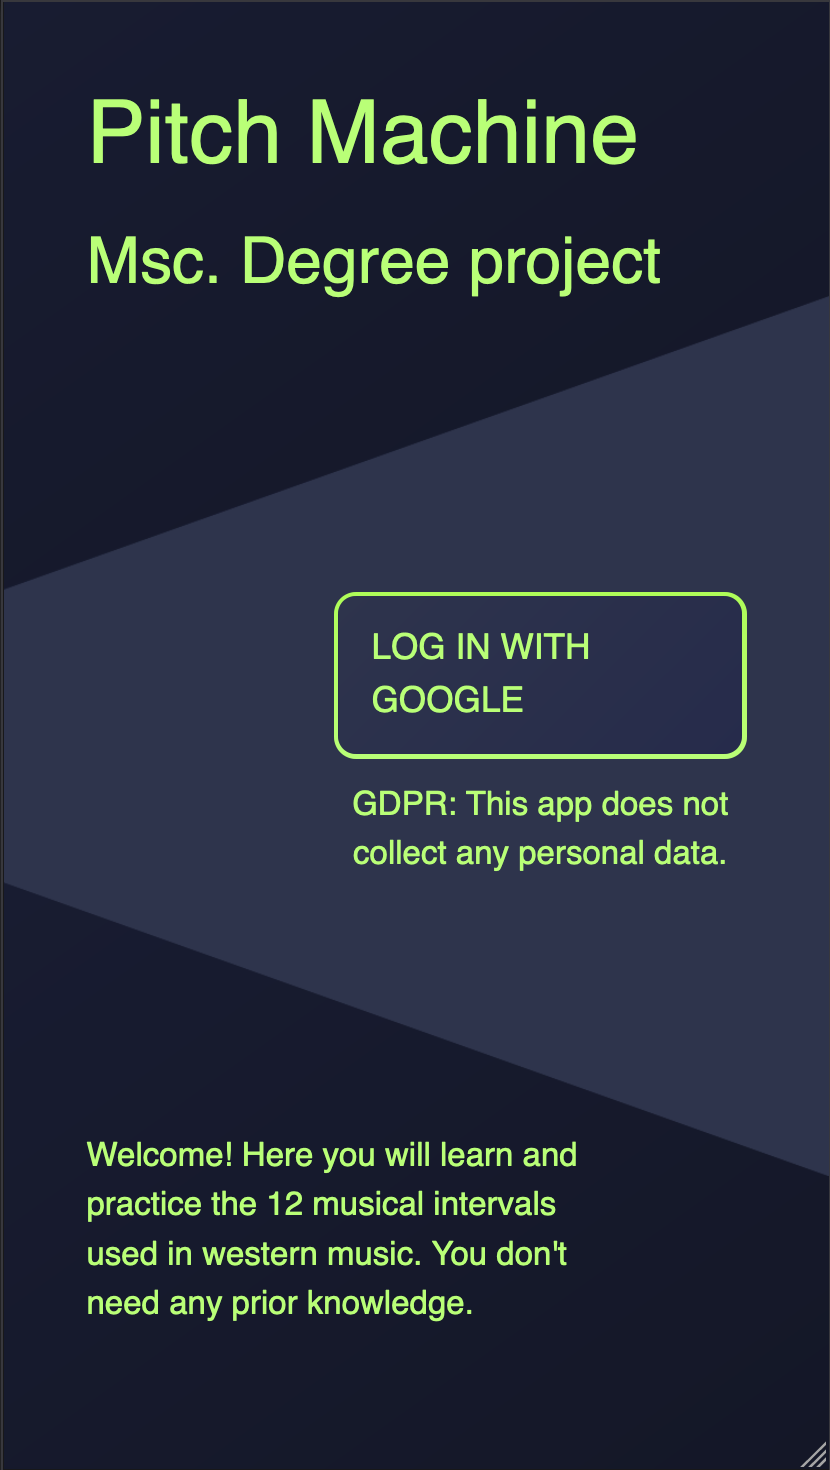 Pitch Machine
Msc. Degree project
LOG IN WITH
GOOGLE
GDPR: This app does not
collect any personal data.
Welcome! Here you will learn and
practice the 12 musical intervals
used in western music. You don't
need any prior knowledge.